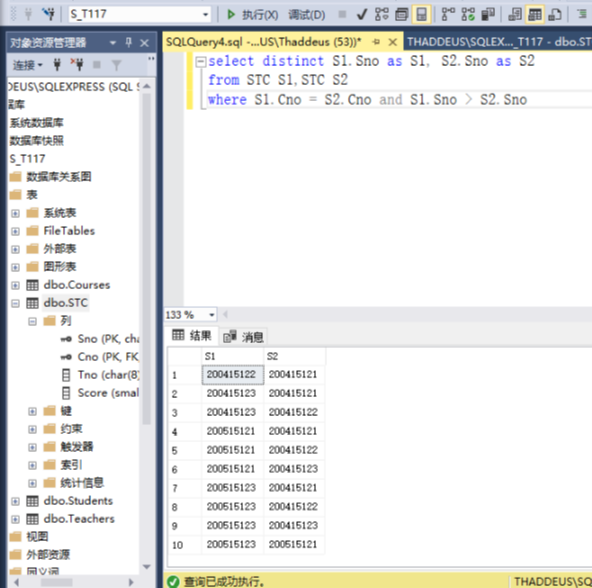 S_T117
执行(X)
调试(D)
对象资源管理器
连接
DEUS\SQLEXPRESS (SQL S
据库
系统数据库
数据库快照
S_T117
数据库关系图
表
系统表
FileTables
外部表
图形表
dbo.Courses
dbo.STC
列
Sno (PK, cha
Cno (PK, FK
Tno (char(8)
Score (smal
键
约束
触发器
索引
统计信息
dbo.Students
dbo.Teachers
视图
外部资源
同义词
SQLQuery4.sql -...US\Thaddeus (53))*
THADDEUS\SQLEX..._T117 - dbo.ST
select distinct S1.Sno as S1, S2.Sno as S2
from STC S1,STC S2
where S1.Cno = S2.Cno and S1.Sno > S2.Sno
133 %
结果
消息
S1 S2
1 200415122 200415121
2 200415123 200415121
3 200415123 200415122
4 200515121 200415121
5 200515121 200415122
6 200515121 200415123
7 200515123 200415121
8 200515123 200415122
9 200515123 200415123
10 200515123 200515121
查询已成功执行。
THADDEUS\SQ